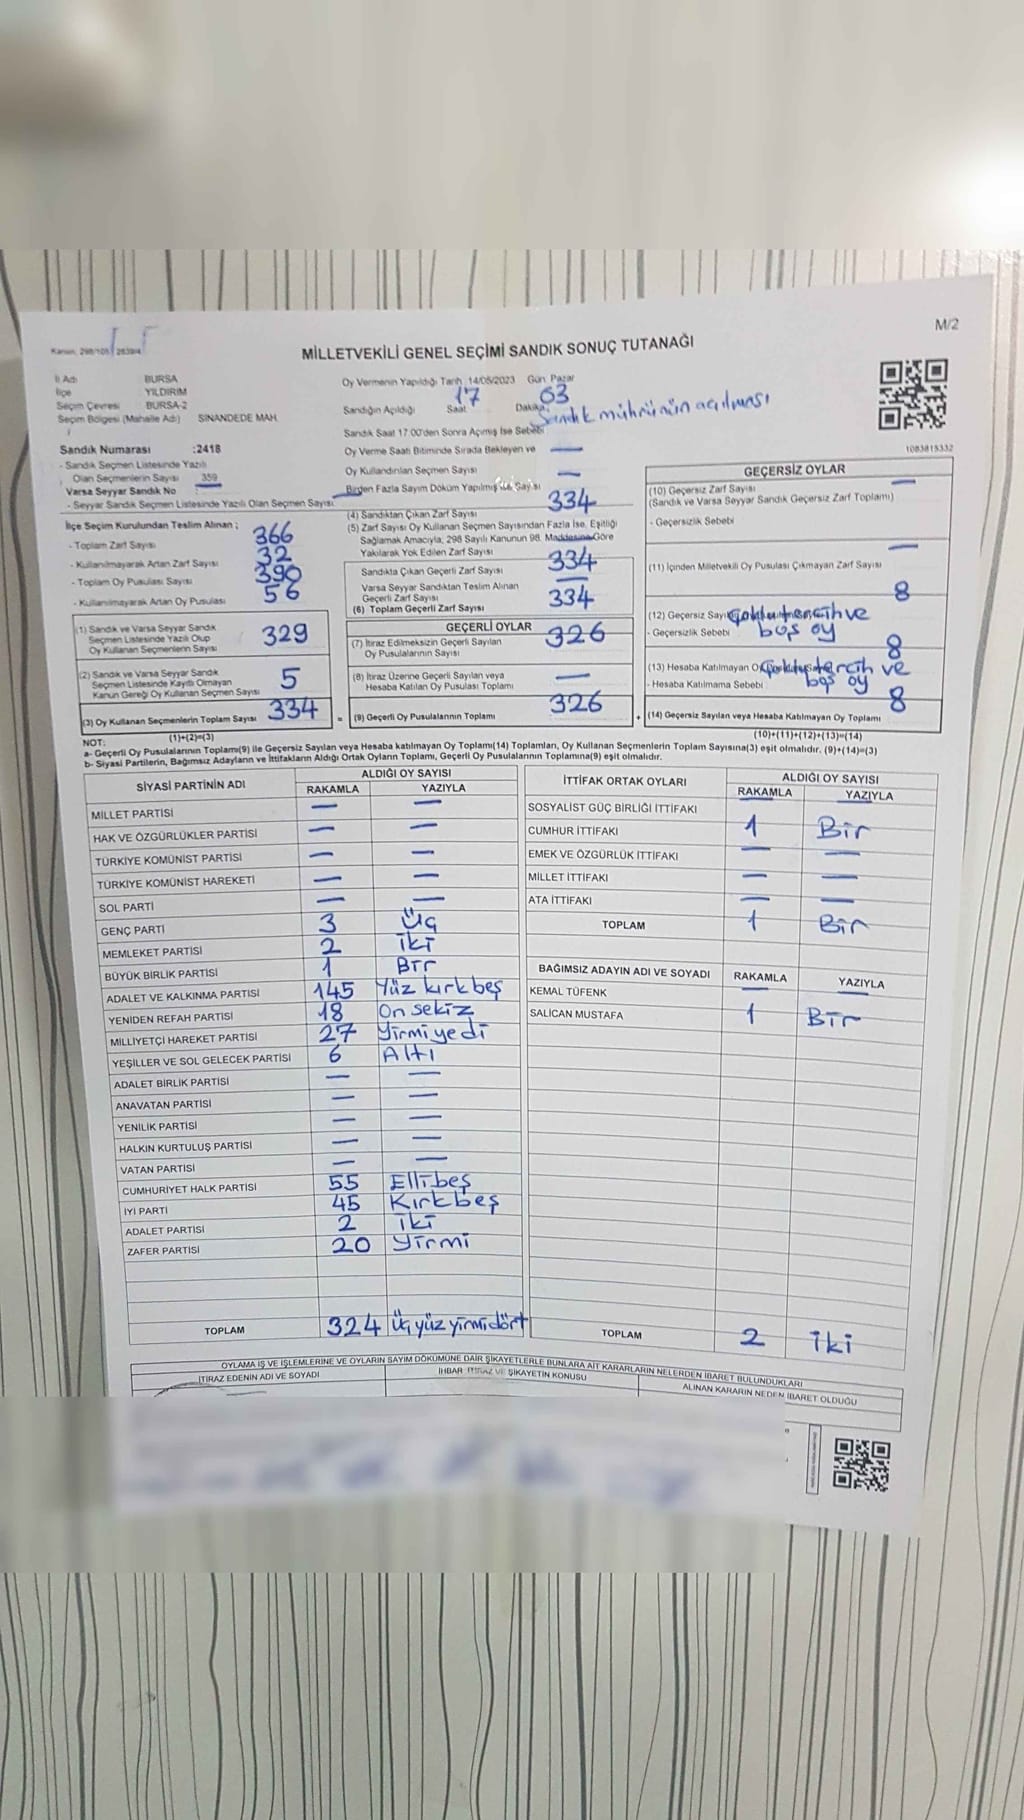 M/2
Kanun: 298/105
MİLLETVEKİLİ GENEL SEÇİMİ SANDIK SONUÇ TUTANAĞI
İl Adı BURSA
İlçe YILDIRIM
Seçim Çevresi BURSA-2
Seçim Bölgesi (Mahalle Adı) SİNANDEDE MAH.
Oy Vermenin Yapıldığı Tarih 14/05/2023 Gün: Pazar
Sandığın Açıldığı Saat 17 Dakika 03
Sandık Saat 17:00'den Sonra Açılmış İse Sebebi Sandık mührünün açılması
1083815332
Sandık Numarası :2418
- Sandık Seçmen Listesinde Yazılı
Olan Seçmenlerin Sayısı 359
Varsa Seyyar Sandık No :
- Seyyar Sandık Seçmen Listesinde Yazılı Olan Seçmen Sayısı
İlçe Seçim Kurulundan Teslim Alınan ;
- Toplam Zarf Sayısı 366
- Kullanılmayarak Artan Zarf Sayısı 32
- Toplam Oy Pusulası Sayısı 390
- Kullanılmayarak Artan Oy Pusulası 56
(1) Sandık ve Varsa Seyyar Sandık
Seçmen Listesinde Yazılı Olup
Oy Kullanan Seçmenlerin Sayısı 329
(2) Sandık ve Varsa Seyyar Sandık
Seçmen Listesinde Kayıtlı Olmayan
Kanun Gereği Oy Kullanan Seçmen Sayısı 5
(3) Oy Kullanan Seçmenlerin Toplam Sayısı 334
(1)+(2)=(3)
Oy Verme Saati Bitiminde Sırada Bekleyen ve —
Oy Kullandırılan Seçmen Sayısı —
Birden Fazla Sayım Döküm Yapılmış İse Sayısı
(4) Sandıktan Çıkan Zarf Sayısı 334
(5) Zarf Sayısı Oy Kullanan Seçmen Sayısından Fazla İse, Eşitliği
Sağlamak Amacıyla, 298 Sayılı Kanunun 98. Maddesine Göre
Yakılarak Yok Edilen Zarf Sayısı
Sandıkta Çıkan Geçerli Zarf Sayısı 334
Varsa Seyyar Sandıktan Teslim Alınan
Geçerli Zarf Sayısı —
(6) Toplam Geçerli Zarf Sayısı 334
GEÇERLİ OYLAR
(7) İtiraz Edilmeksizin Geçerli Sayılan
Oy Pusulalarının Sayısı 326
(8) İtiraz Üzerine Geçerli Sayılan veya
Hesaba Katılan Oy Pusulası Toplamı —
= (9) Geçerli Oy Pusulalarının Toplamı 326
GEÇERSİZ OYLAR
(10) Geçersiz Zarf Sayısı —
(Sandık ve Varsa Seyyar Sandık Geçersiz Zarf Toplamı)
- Geçersizlik Sebebi
(11) İçinden Milletvekili Oy Pusulası Çıkmayan Zarf Sayısı —
(12) Geçersiz Sayı 8
- Geçersizlik Sebebi Çoklu tercih ve boş oy
(13) Hesaba Katılmayan 8
- Hesaba Katılmama Sebebi Çoklu tercih ve boş oy
+ (14) Geçersiz Sayılan veya Hesaba Katılmayan Oy Toplamı 8
(10)+(11)+(12)+(13)=(14)
NOT:
a- Geçerli Oy Pusulalarının Toplamı(9) ile Geçersiz Sayılan veya Hesaba katılmayan Oy Toplamı(14) Toplamları, Oy Kullanan Seçmenlerin Toplam Sayısına(3) eşit olmalıdır. (9)+(14)=(3)
b- Siyasi Partilerin, Bağımsız Adayların ve İttifakların Aldığı Ortak Oyların Toplamı, Geçerli Oy Pusulalarının Toplamına(9) eşit olmalıdır.
SİYASİ PARTİNİN ADI ALDIĞI OY SAYISI
RAKAMLA YAZIYLA
MİLLET PARTİSİ — —
HAK VE ÖZGÜRLÜKLER PARTİSİ — —
TÜRKİYE KOMÜNİST PARTİSİ — —
TÜRKİYE KOMÜNİST HAREKETİ — —
SOL PARTİ — —
GENÇ PARTİ 3 Üç
MEMLEKET PARTİSİ 2 İki
BÜYÜK BİRLİK PARTİSİ 1 Bir
ADALET VE KALKINMA PARTİSİ 145 Yüz kırk beş
YENİDEN REFAH PARTİSİ 18 On sekiz
MİLLİYETÇİ HAREKET PARTİSİ 27 Yirmi yedi
YEŞİLLER VE SOL GELECEK PARTİSİ 6 Altı
ADALET BİRLİK PARTİSİ — —
ANAVATAN PARTİSİ — —
YENİLİK PARTİSİ — —
HALKIN KURTULUŞ PARTİSİ — —
VATAN PARTİSİ — —
CUMHURİYET HALK PARTİSİ 55 Elli beş
İYİ PARTİ 45 Kırk beş
ADALET PARTİSİ 2 iki
ZAFER PARTİSİ 20 Yirmi
TOPLAM 324 Üçyüz yirmi dört
İTTİFAK ORTAK OYLARI ALDIĞI OY SAYISI
RAKAMLA YAZIYLA
SOSYALİST GÜÇ BİRLİĞİ İTTİFAKI — —
CUMHUR İTTİFAKI 1 Bir
EMEK VE ÖZGÜRLÜK İTTİFAKI — —
MİLLET İTTİFAKI — —
ATA İTTİFAKI — —
TOPLAM 1 Bir
BAĞIMSIZ ADAYIN ADI VE SOYADI RAKAMLA YAZIYLA
KEMAL TÜFENK — —
SALİCAN MUSTAFA 1 Bir
TOPLAM 2 iki
OYLAMA İŞ VE İŞLEMLERİNE VE OYLARIN SAYIM DÖKÜMÜNE DAİR ŞİKAYETLERLE BUNLARA AİT KARARLARIN NELERDEN İBARET BULUNDUKLARI
İTİRAZ EDENİN ADI VE SOYADI İHBAR İTİRAZ VE ŞİKAYETİN KONUSU ALINAN KARARIN NEDEN İBARET OLDUĞU